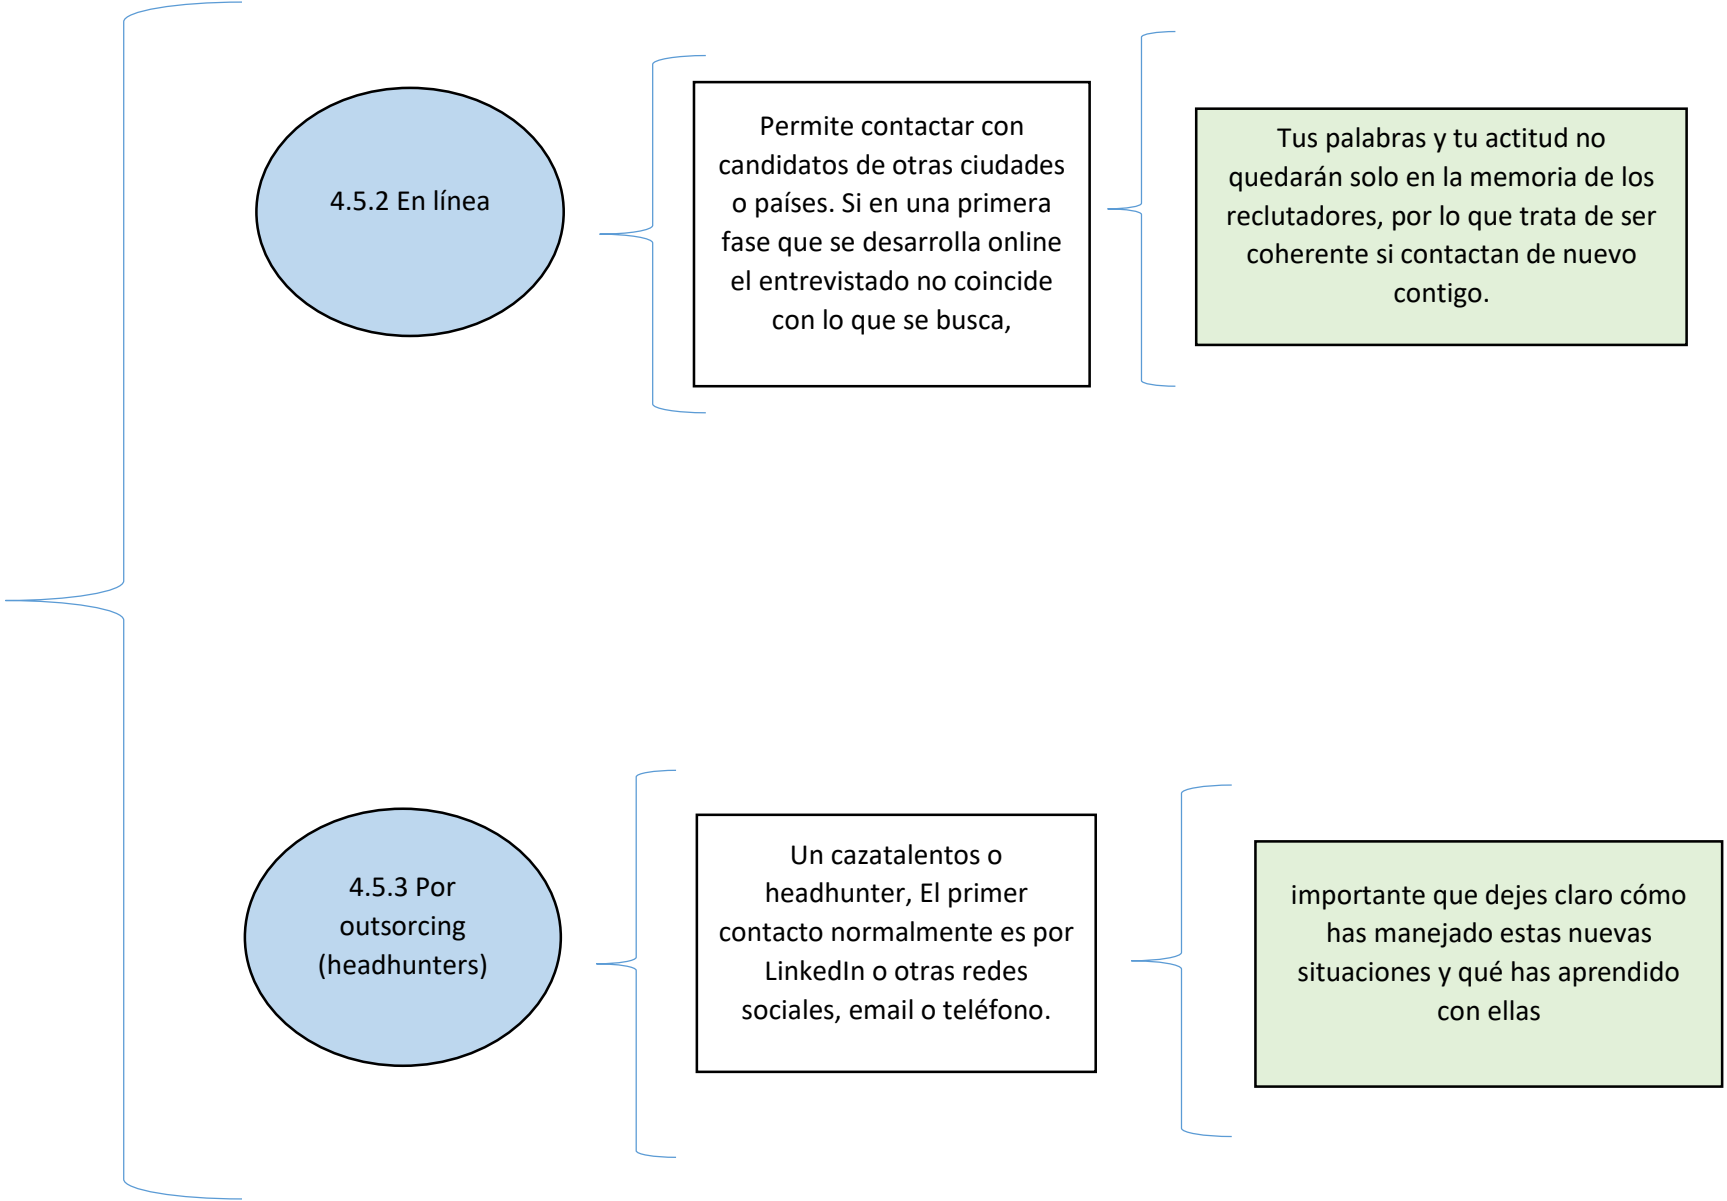 4.5.2 En línea
Permite contactar con
candidatos de otras ciudades
o países. Si en una primera
fase que se desarrolla online
el entrevistado no coincide
con lo que se busca,
Tus palabras y tu actitud no
quedarán solo en la memoria de los
reclutadores, por lo que trata de ser
coherente si contactan de nuevo
contigo.
4.5.3 Por
outsorcing
(headhunters)
Un cazatalentos o
headhunter, El primer
contacto normalmente es por
LinkedIn o otras redes
sociales, email o teléfono.
importante que dejes claro cómo
has manejado estas nuevas
situaciones y qué has aprendido
con ellas